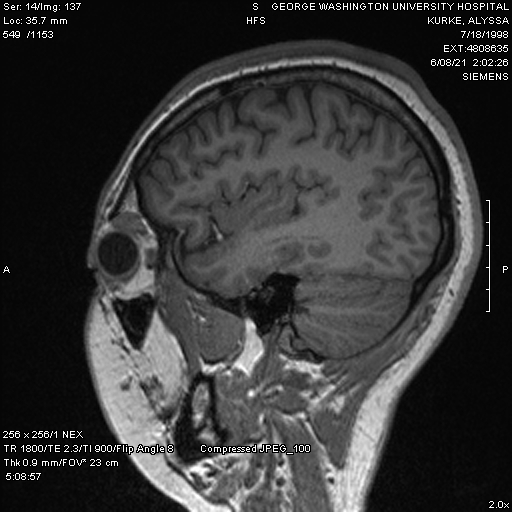 Ser: 14/Img: 137
Loc: 35.7 mm
549 /1153
S GEORGE WASHINGTON UNIVERSITY HOSPITAL
HFS KURKE, ALYSSA
7/18/1998
EXT:4808635
6/08/21 2:02:26
SIEMENS
A
P
256 x 256/1 NEX
TR 1800/TE 2.3/TI 900/Flip Angle 8
Compressed JPEG_100
Thk 0.9 mm/FOV* 23 cm
5:08:57
2.0x